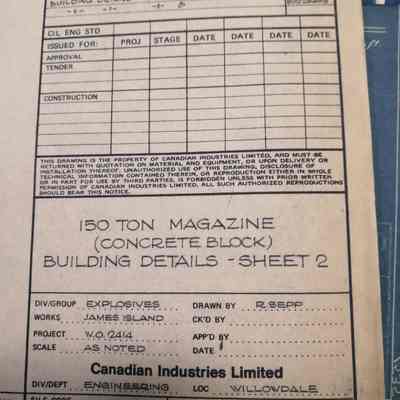 BUILDING DETAILS
CIL ENG STD
ISSUED FOR: PROJ STAGE DATE DATE DATE DATE
APPROVAL
TENDER
CONSTRUCTION
THIS DRAWING IS THE PROPERTY OF CANADIAN INDUSTRIES LIMITED, AND MUST BE
RETURNED WITH QUOTATION ON MATERIAL AND EQUIPMENT, OR UPON DELIVERY OR
INSTALLATION THEREOF; UNAUTHORIZED USE OF THIS DRAWING, DISCLOSURE OF
TECHNICAL INFORMATION CONTAINED THEREIN, OR REPRODUCTION EITHER IN WHOLE
OR IN PART FOR USE BY THIRD PARTIES, IS FORBIDDEN UNLESS WITH PRIOR WRITTEN
PERMISSION OF CANADIAN INDUSTRIES LIMITED, ALL SUCH AUTHORIZED REPRODUCTIONS
SHOULD BEAR THIS NOTICE.
150 TON MAGAZINE
(CONCRETE BLOCK)
BUILDING DETAILS - SHEET 2
DIV/GROUP EXPLOSIVES DRAWN BY R. SEPP
WORKS JAMES ISLAND CK'D BY
PROJECT W.O. 2414 APP'D BY
SCALE AS NOTED DATE
Canadian Industries Limited
DIV/DEPT ENGINEERING LOC WILLOWDALE